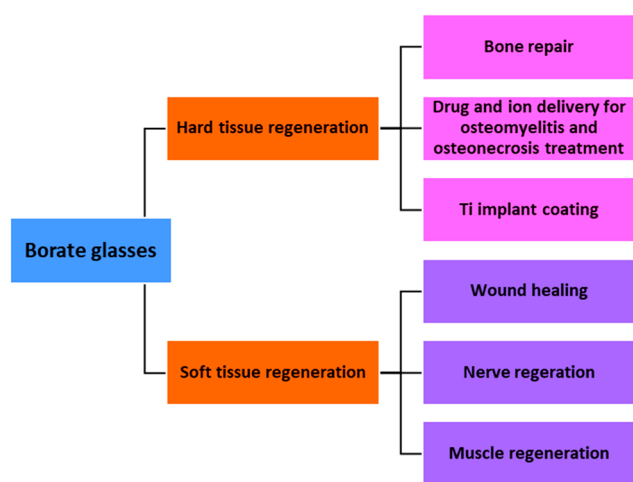 Bone repair
Hard tissue regeneration
Drug and ion delivery for
osteomyelitis and
osteonecrosis treatment
Ti implant coating
Borate glasses
Wound healing
Soft tissue regeneration
Nerve regeration
Muscle regeneration